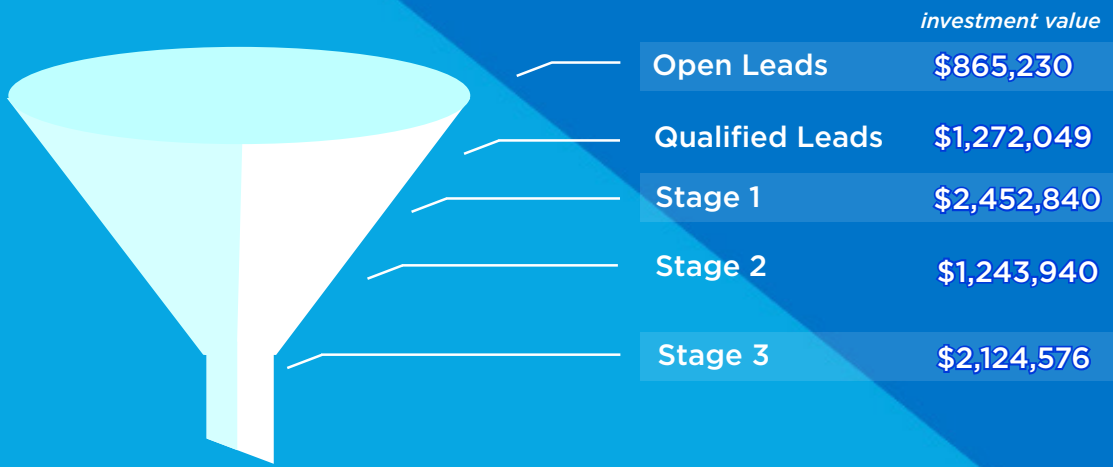 investment value
Open Leads $865,230
Qualified Leads $1,272,049
Stage 1 $2,452,840
Stage 2 $1,243,940
Stage 3 $2,124,576